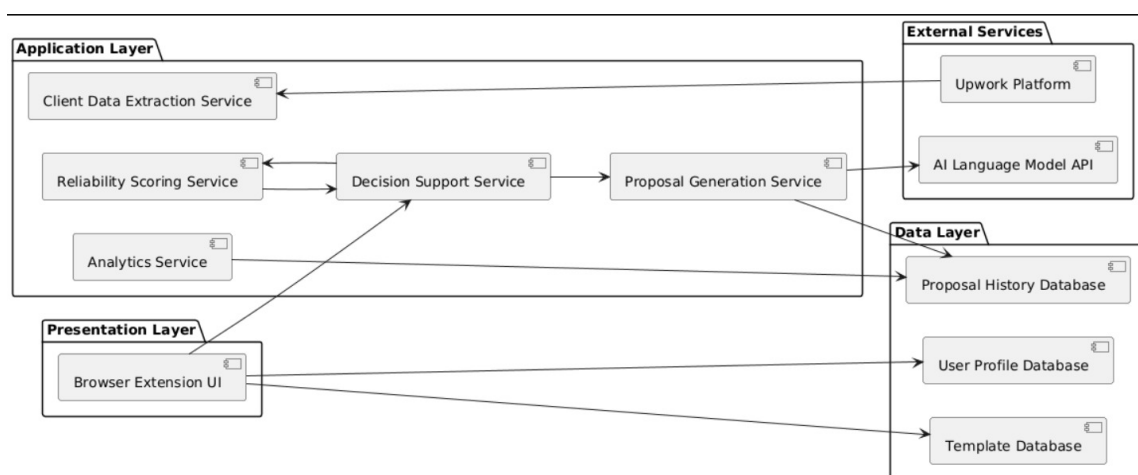 Application Layer
Client Data Extraction Service
Reliability Scoring Service
Decision Support Service
Proposal Generation Service
Analytics Service
Presentation Layer
Browser Extension UI
External Services
Upwork Platform
AI Language Model API
Data Layer
Proposal History Database
User Profile Database
Template Database